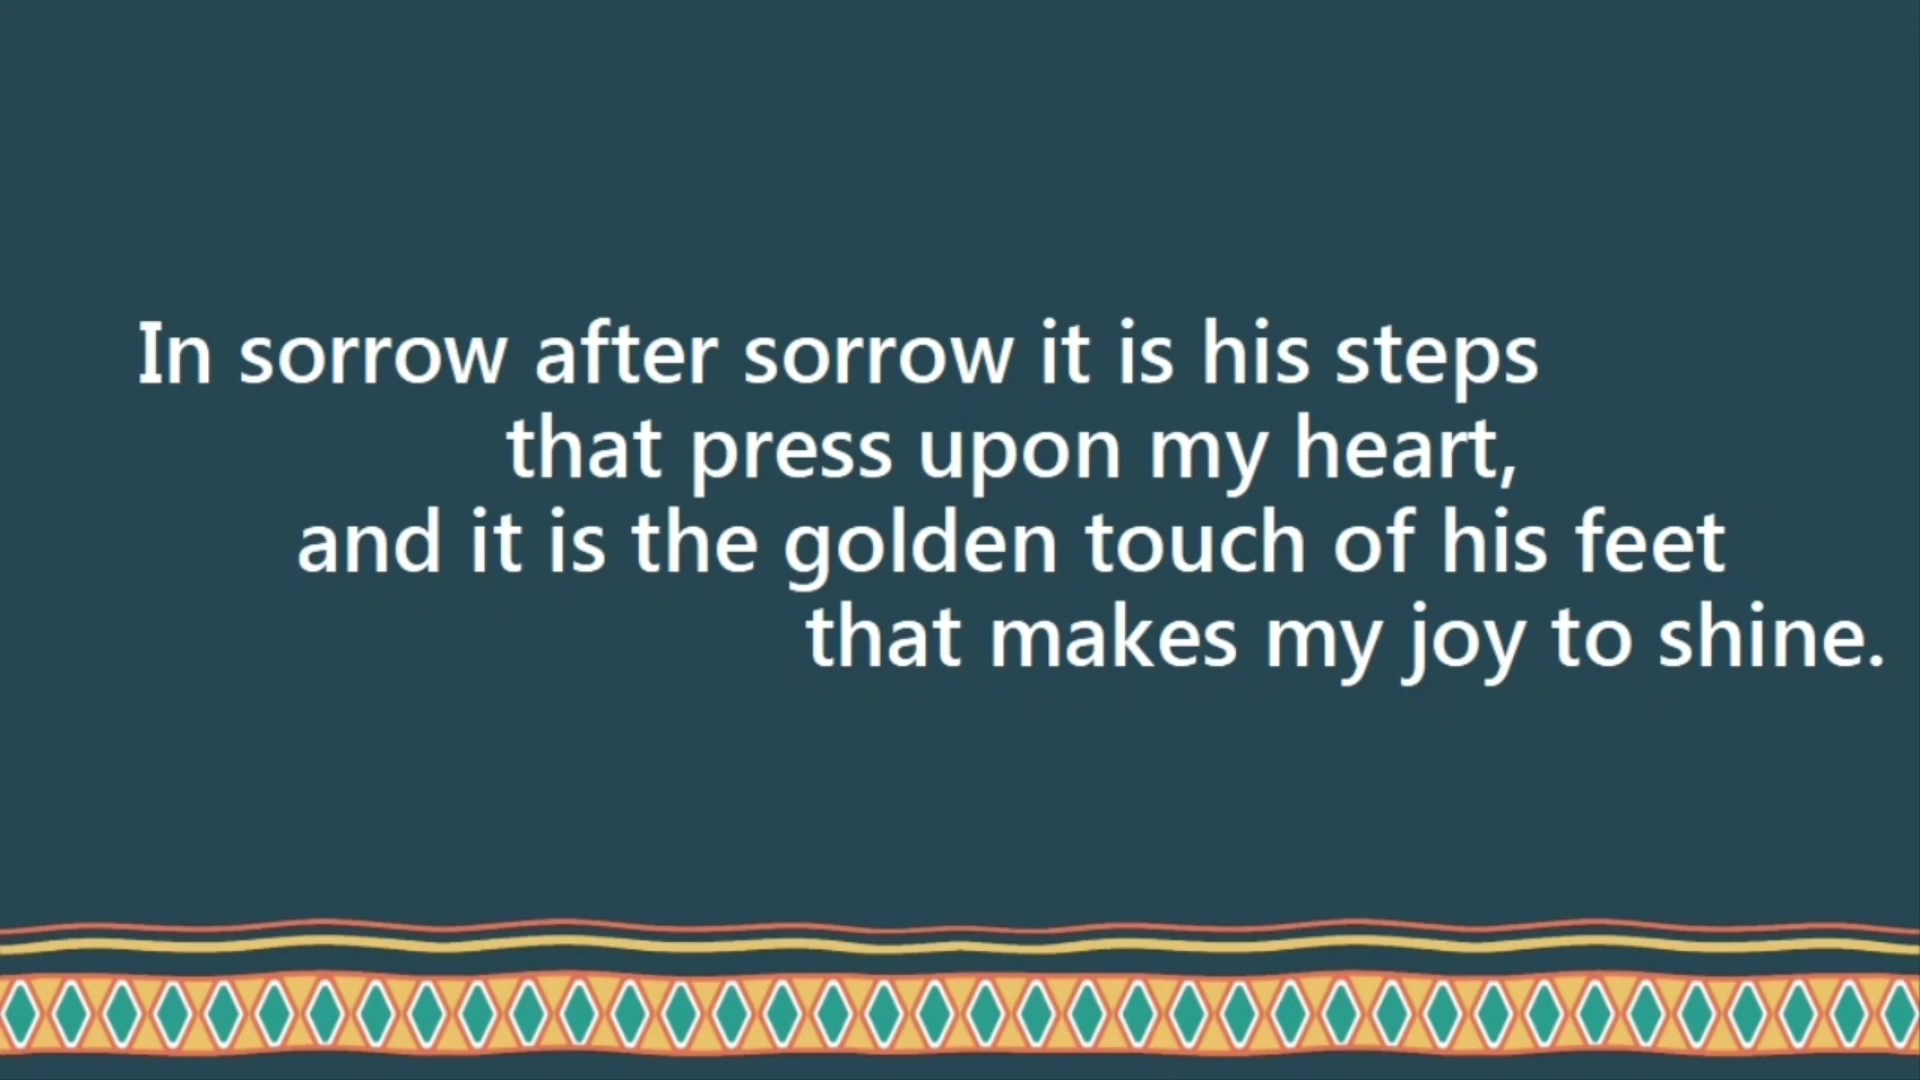 In sorrow after sorrow it is his steps
that press upon my heart,
and it is the golden touch of his feet
that makes my joy to shine.